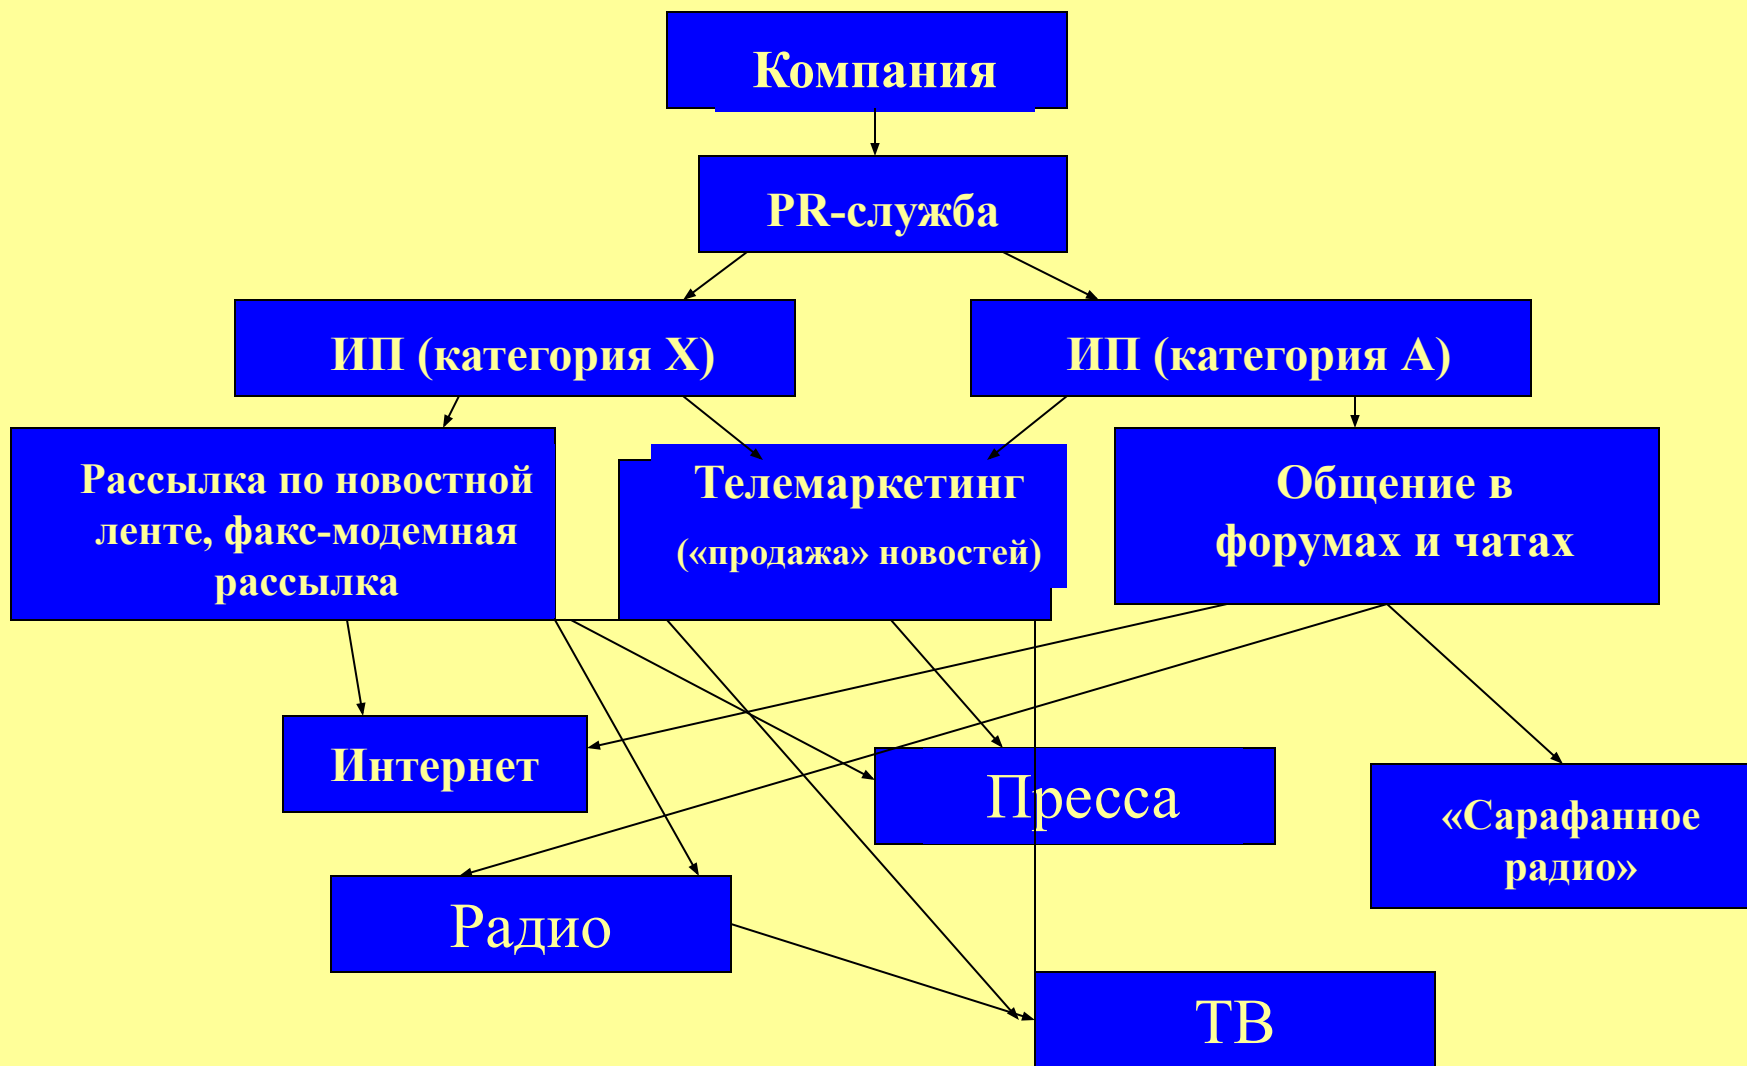 Компания
PR-служба
ИП (категория X)
ИП (категория А)
Рассылка по новостной
ленте, факс-модемная
рассылка
Телемаркетинг
(«продажа» новостей)
Общение в
форумах и чатах
Интернет
Пресса
«Сарафанное
радио»
Радио
ТВ